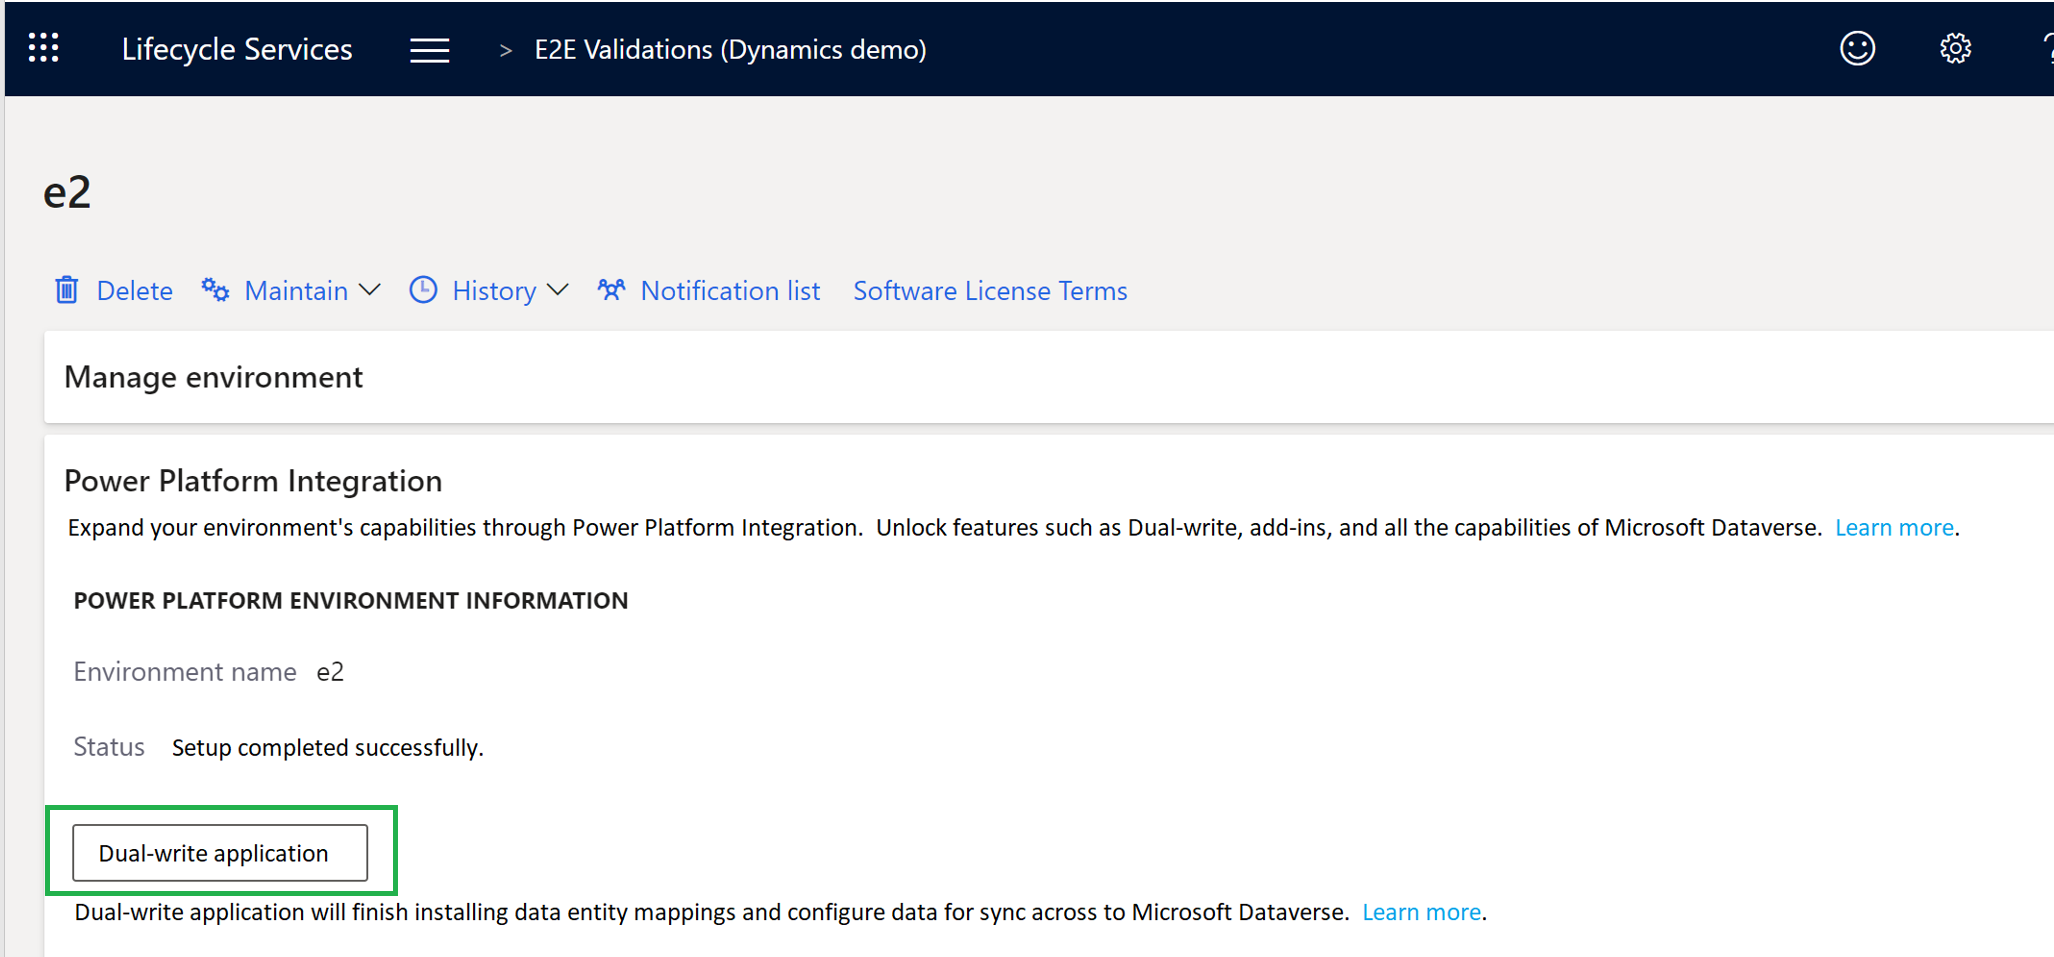 Lifecycle Services > E2E Validations (Dynamics demo)
e2
Delete Maintain History Notification list Software License Terms
Manage environment
Power Platform Integration
Expand your environment's capabilities through Power Platform Integration. Unlock features such as Dual-write, add-ins, and all the capabilities of Microsoft Dataverse. Learn more.
POWER PLATFORM ENVIRONMENT INFORMATION
Environment name e2
Status Setup completed successfully.
Dual-write application
Dual-write application will finish installing data entity mappings and configure data for sync across to Microsoft Dataverse. Learn more.